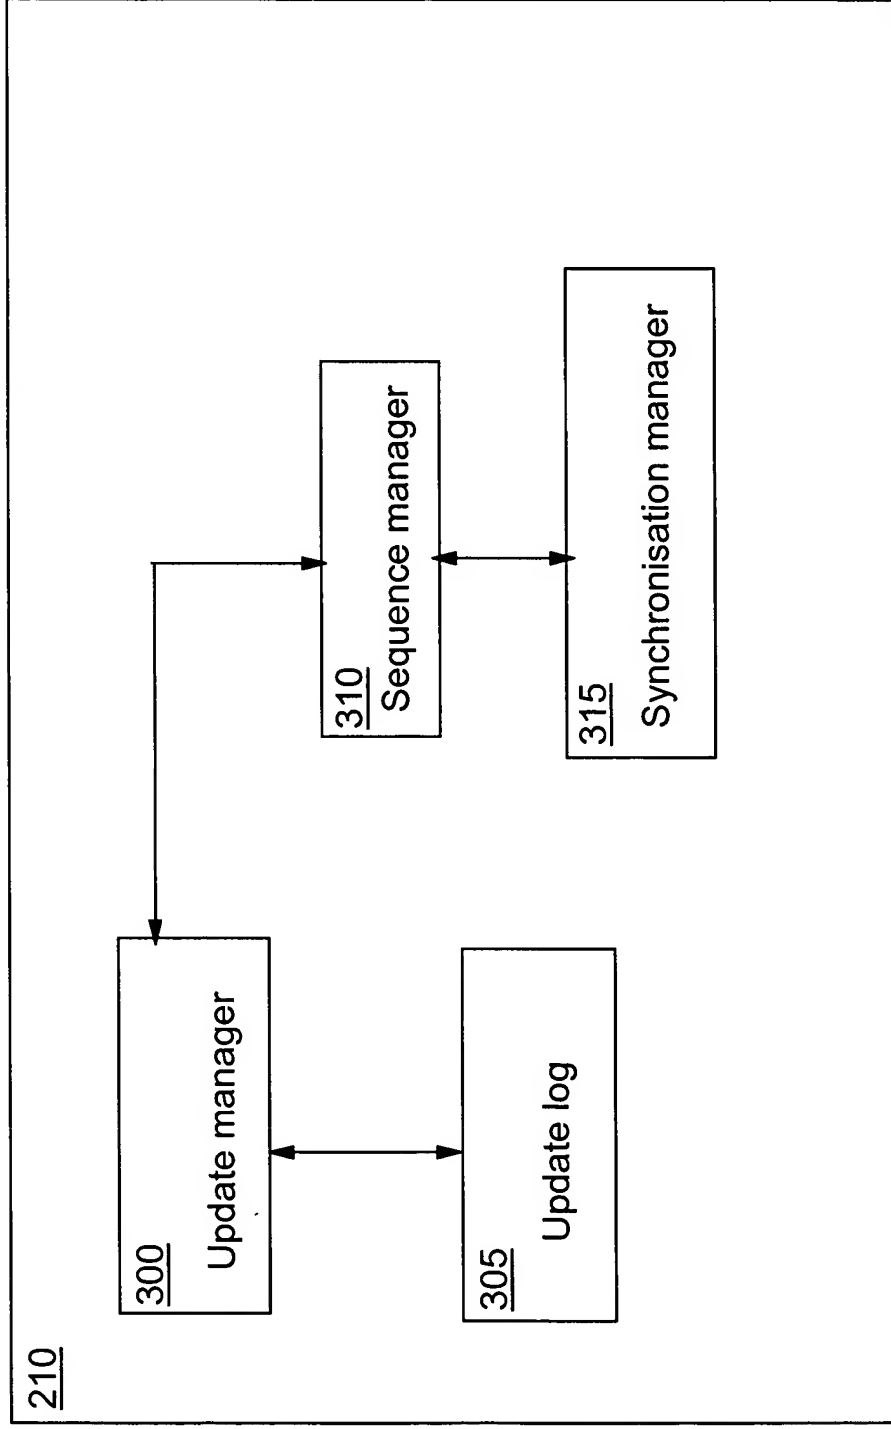 210
300
Update manager
305
Update log
310
Sequence manager
315
Synchronisation manager